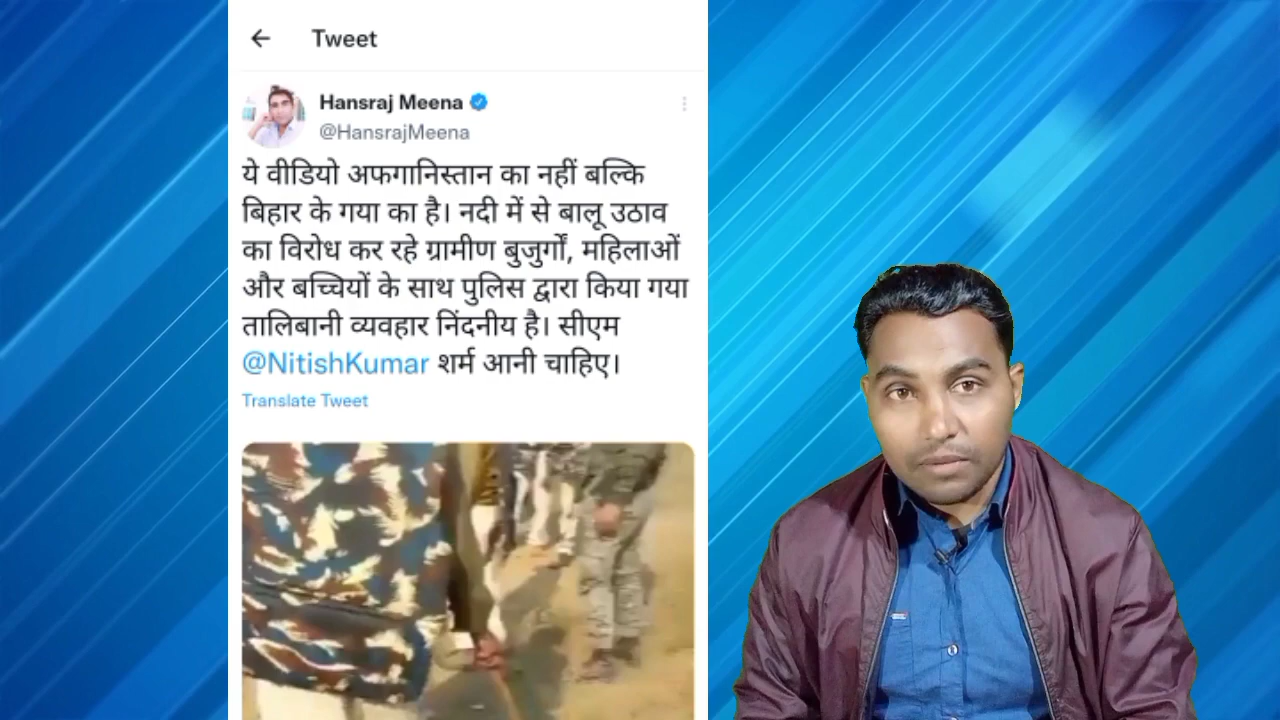 Tweet
Hansraj Meena
@HansrajMeena
ये वीडियो अफगानिस्तान का नहीं बल्कि
बिहार के गया का है। नदी में से बालू उठाव
का विरोध कर रहे ग्रामीण बुजुर्गों, महिलाओं
और बच्चियों के साथ पुलिस द्वारा किया गया
तालिबानी व्यवहार निंदनीय है। सीएम
@NitishKumar शर्म आनी चाहिए।
Translate Tweet